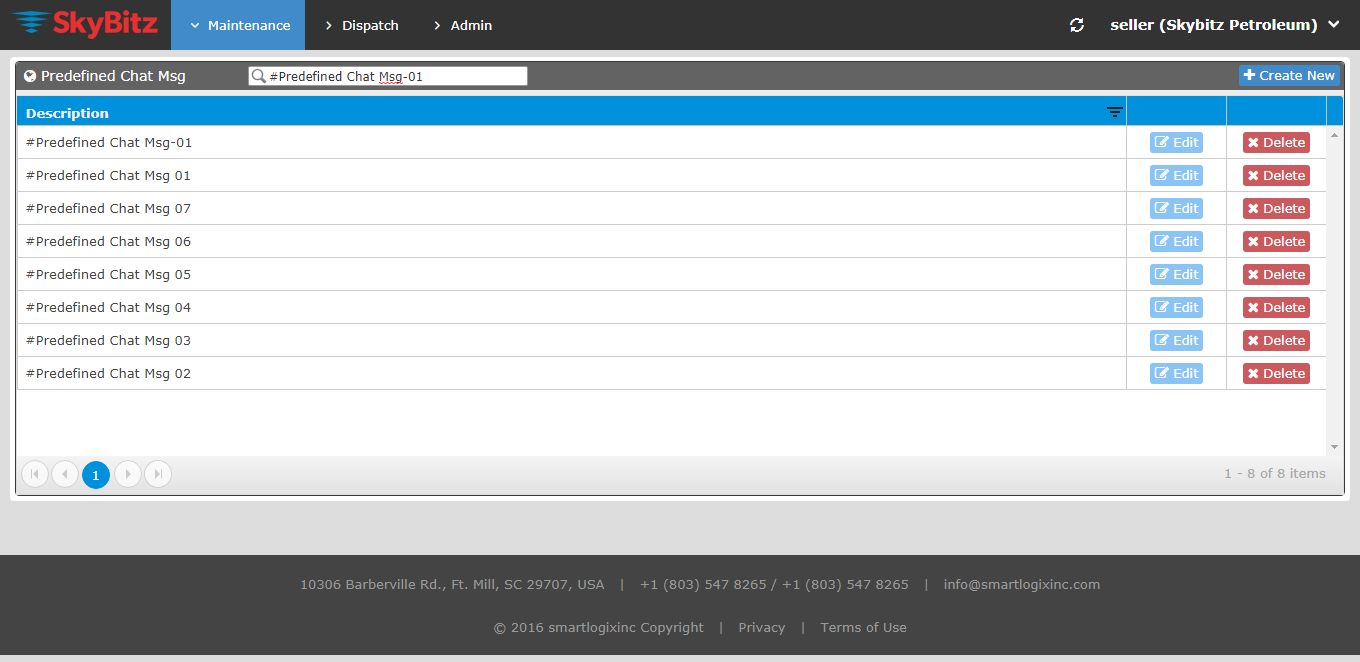 SkyBitz Maintenance Dispatch Admin seller (Skybitz Petroleum)
Predefined Chat Msg #Predefined Chat Msg-01 Create New
Description
#Predefined Chat Msg-01 Edit Delete
#Predefined Chat Msg 01 Edit Delete
#Predefined Chat Msg 07 Edit Delete
#Predefined Chat Msg 06 Edit Delete
#Predefined Chat Msg 05 Edit Delete
#Predefined Chat Msg 04 Edit Delete
#Predefined Chat Msg 03 Edit Delete
#Predefined Chat Msg 02 Edit Delete
1 1 - 8 of 8 items
10306 Barberville Rd., Ft. Mill, SC 29707, USA | +1 (803) 547 8265 / +1 (803) 547 8265 | info@smartlogixinc.com
© 2016 smartlogixinc Copyright | Privacy | Terms of Use